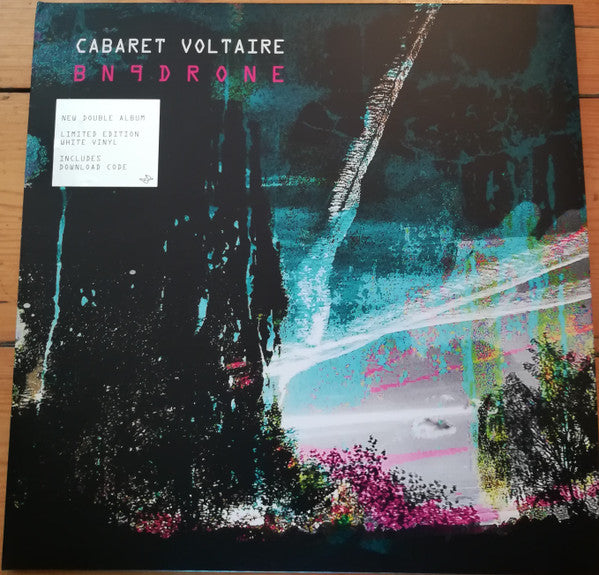 CABARET VOLTAIRE
BN9DRONE
NEW DOUBLE ALBUM
LIMITED EDITION
WHITE VINYL
INCLUDES
DOWNLOAD CODE